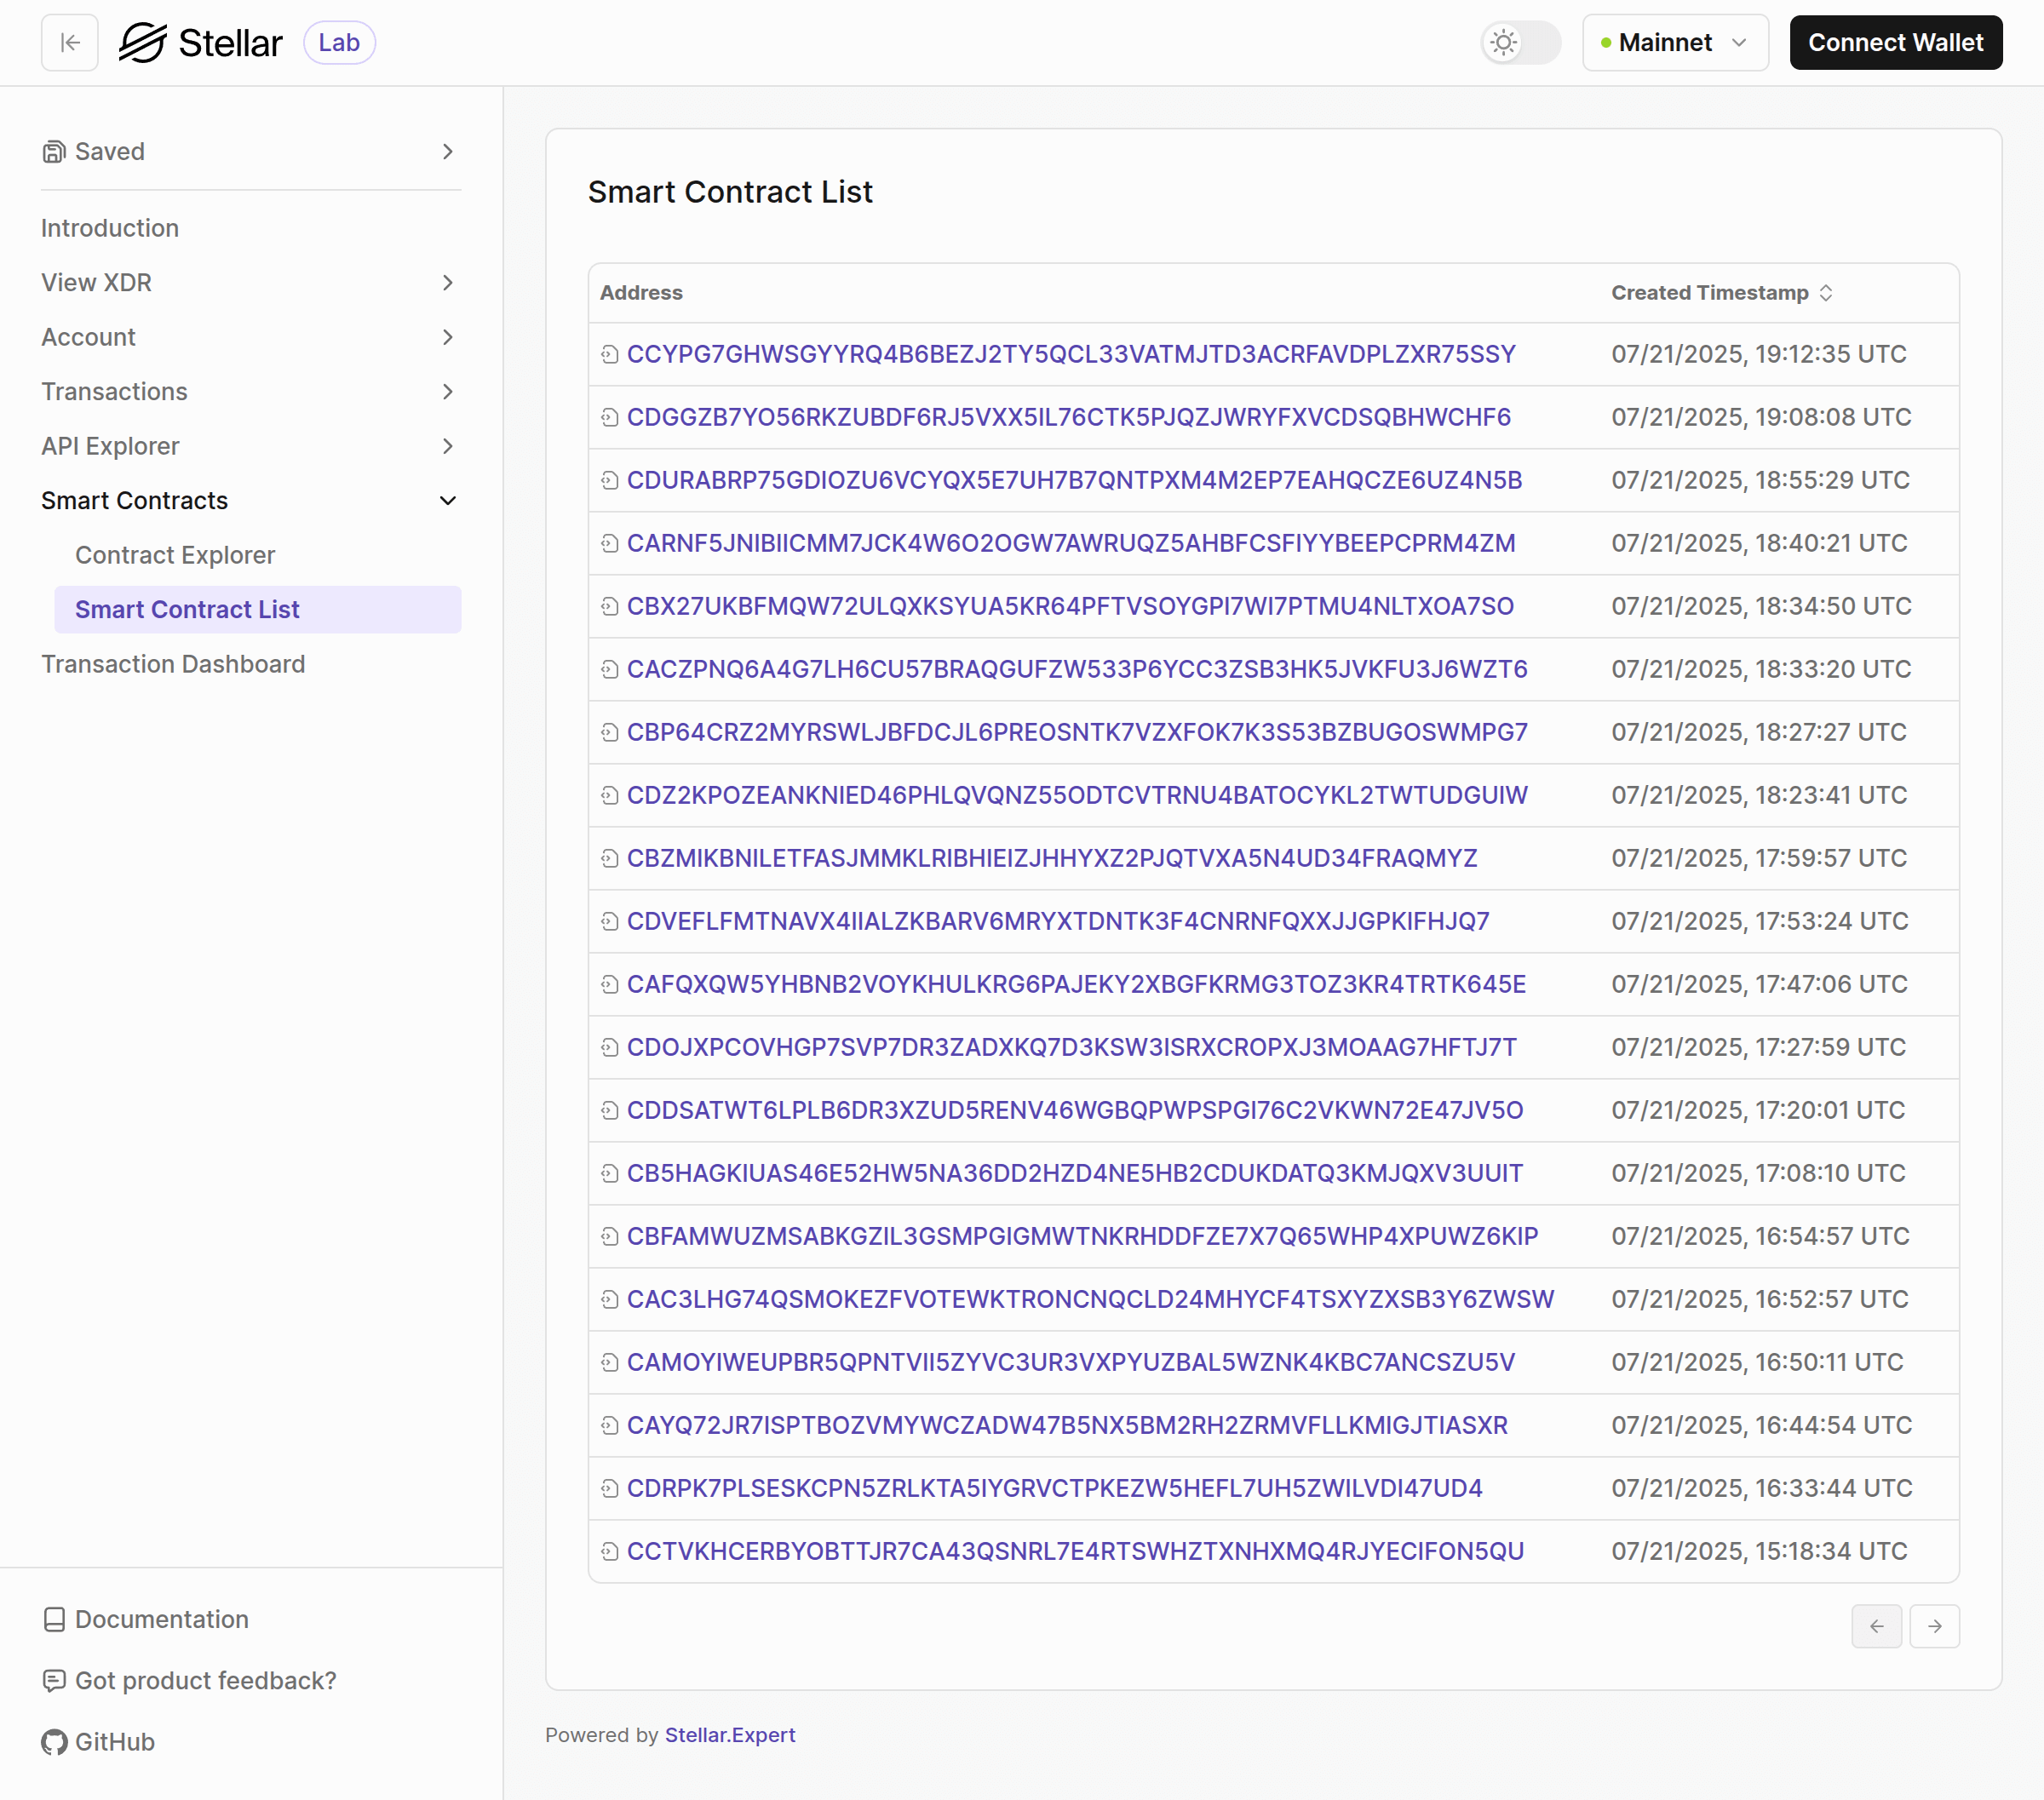 Stellar Lab
Mainnet
Connect Wallet
Saved
Introduction
View XDR
Account
Transactions
API Explorer
Smart Contracts
Contract Explorer
Smart Contract List
Transaction Dashboard
Documentation
Got product feedback?
GitHub
Smart Contract List
Address Created Timestamp
CCYPG7GHWSGYYRQ4B6BEZJ2TY5QCL33VATMJTD3ACRFAVDPLZXR75SSY 07/21/2025, 19:12:35 UTC
CDGGZB7YO56RKZUBDF6RJ5VXX5IL76CTK5PJQZJWRYFXVCDSQBHWCHF6 07/21/2025, 19:08:08 UTC
CDURABRP75GDIOZU6VCYQX5E7UH7B7QNTPXM4M2EP7EAHQCZE6UZ4N5B 07/21/2025, 18:55:29 UTC
CARNF5JNIBIICMM7JCK4W6O2OGW7AWRUQZ5AHBFCSFIYYBEEPCPRM4ZM 07/21/2025, 18:40:21 UTC
CBX27UKBFMQW72ULQXKSYUA5KR64PFTVSOYGPI7WI7PTMU4NLTXOA7SO 07/21/2025, 18:34:50 UTC
CACZPNQ6A4G7LH6CU57BRAQGUFZW533P6YCC3ZSB3HK5JVKFU3J6WZT6 07/21/2025, 18:33:20 UTC
CBP64CRZ2MYRSWLJBFDCJL6PREOSNTK7VZXFOK7K3S53BZBUGOSWMPG7 07/21/2025, 18:27:27 UTC
CDZ2KPOZEANKNIED46PHLQVQNZ55ODTCVTRNU4BATOCYKL2TWTUDGUIW 07/21/2025, 18:23:41 UTC
CBZMIKBNILETFASJMMKLRIBHIEIZJHHYXZ2PJQTVXA5N4UD34FRAQMYZ 07/21/2025, 17:59:57 UTC
CDVEFLFMTNAVX4IIALZKBARV6MRYXTDNTK3F4CNRNFQXXJJGPKIFHJQ7 07/21/2025, 17:53:24 UTC
CAFQXQW5YHBNB2VOYKHULKRG6PAJEKY2XBGFKRMG3TOZ3KR4TRTK645E 07/21/2025, 17:47:06 UTC
CDOJXPCOVHGP7SVP7DR3ZADXKQ7D3KSW3ISRXCROPXJ3MOAAG7HFTJ7T 07/21/2025, 17:27:59 UTC
CDDSATWT6LPLB6DR3XZUD5RENV46WGBQPWPSPGI76C2VKWN72E47JV5O 07/21/2025, 17:20:01 UTC
CB5HAGKIUAS46E52HW5NA36DD2HZD4NE5HB2CDUKDATQ3KMJQXV3UUIT 07/21/2025, 17:08:10 UTC
CBFAMWUZMSABKGZIL3GSMPGIGMWTNKRHDDFZE7X7Q65WHP4XPUWZ6KIP 07/21/2025, 16:54:57 UTC
CAC3LHG74QSMOKEZFVOTEWKTRONCNQCLD24MHYCF4TSXYZXSB3Y6ZWSW 07/21/2025, 16:52:57 UTC
CAMOYIWEUPBR5QPNTVII5ZYVC3UR3VXPYUZBAL5WZNK4KBC7ANCSZU5V 07/21/2025, 16:50:11 UTC
CAYQ72JR7ISPTBOZVMYWCZADW47B5NX5BM2RH2ZRMVFLLKMIGJTIASXR 07/21/2025, 16:44:54 UTC
CDRPK7PLSESKCPN5ZRLKTA5IYGRVCTPKEZW5HEFL7UH5ZWILVDI47UD4 07/21/2025, 16:33:44 UTC
CCTVKHCERBYOBTTJR7CA43QSNRL7E4RTSWHZTXNHXMQ4RJYECIFON5QU 07/21/2025, 15:18:34 UTC
Powered by Stellar.Expert